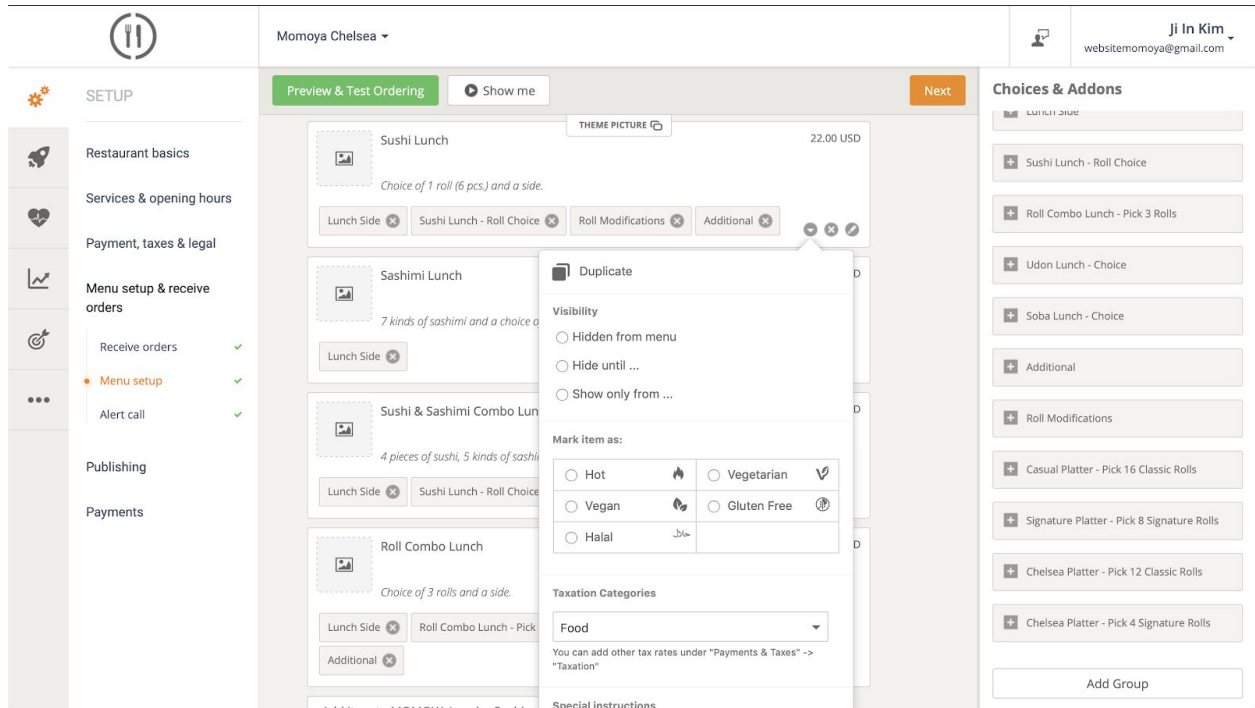 Momoya Chelsea
Ji In Kim
websitemomoya@gmail.com
SETUP
Restaurant basics
Services & opening hours
Payment, taxes & legal
Menu setup & receive
orders
Receive orders
Menu setup
Alert call
Publishing
Payments
Preview & Test Ordering
Show me
Next
THEME PICTURE
Sushi Lunch
22.00 USD
Choice of 1 roll (6 pcs.) and a side.
Lunch Side
Sushi Lunch - Roll Choice
Roll Modifications
Additional
Sashimi Lunch
D
7 kinds of sashimi and a choice o
Lunch Side
Sushi & Sashimi Combo Lun
D
4 pieces of sushi, 5 kinds of sashi
Lunch Side
Sushi Lunch - Roll Choice
Roll Combo Lunch
D
Choice of 3 rolls and a side.
Lunch Side
Roll Combo Lunch - Pick
Additional
Duplicate
Visibility
Hidden from menu
Hide until ...
Show only from ...
Mark item as:
Hot
Vegetarian
Vegan
Gluten Free
Halal
حلال
Taxation Categories
Food
You can add other tax rates under "Payments & Taxes" ->
"Taxation"
Special instructions
Choices & Addons
Lunch Side
Sushi Lunch - Roll Choice
Roll Combo Lunch - Pick 3 Rolls
Udon Lunch - Choice
Soba Lunch - Choice
Additional
Roll Modifications
Casual Platter - Pick 16 Classic Rolls
Signature Platter - Pick 8 Signature Rolls
Chelsea Platter - Pick 12 Classic Rolls
Chelsea Platter - Pick 4 Signature Rolls
Add Group